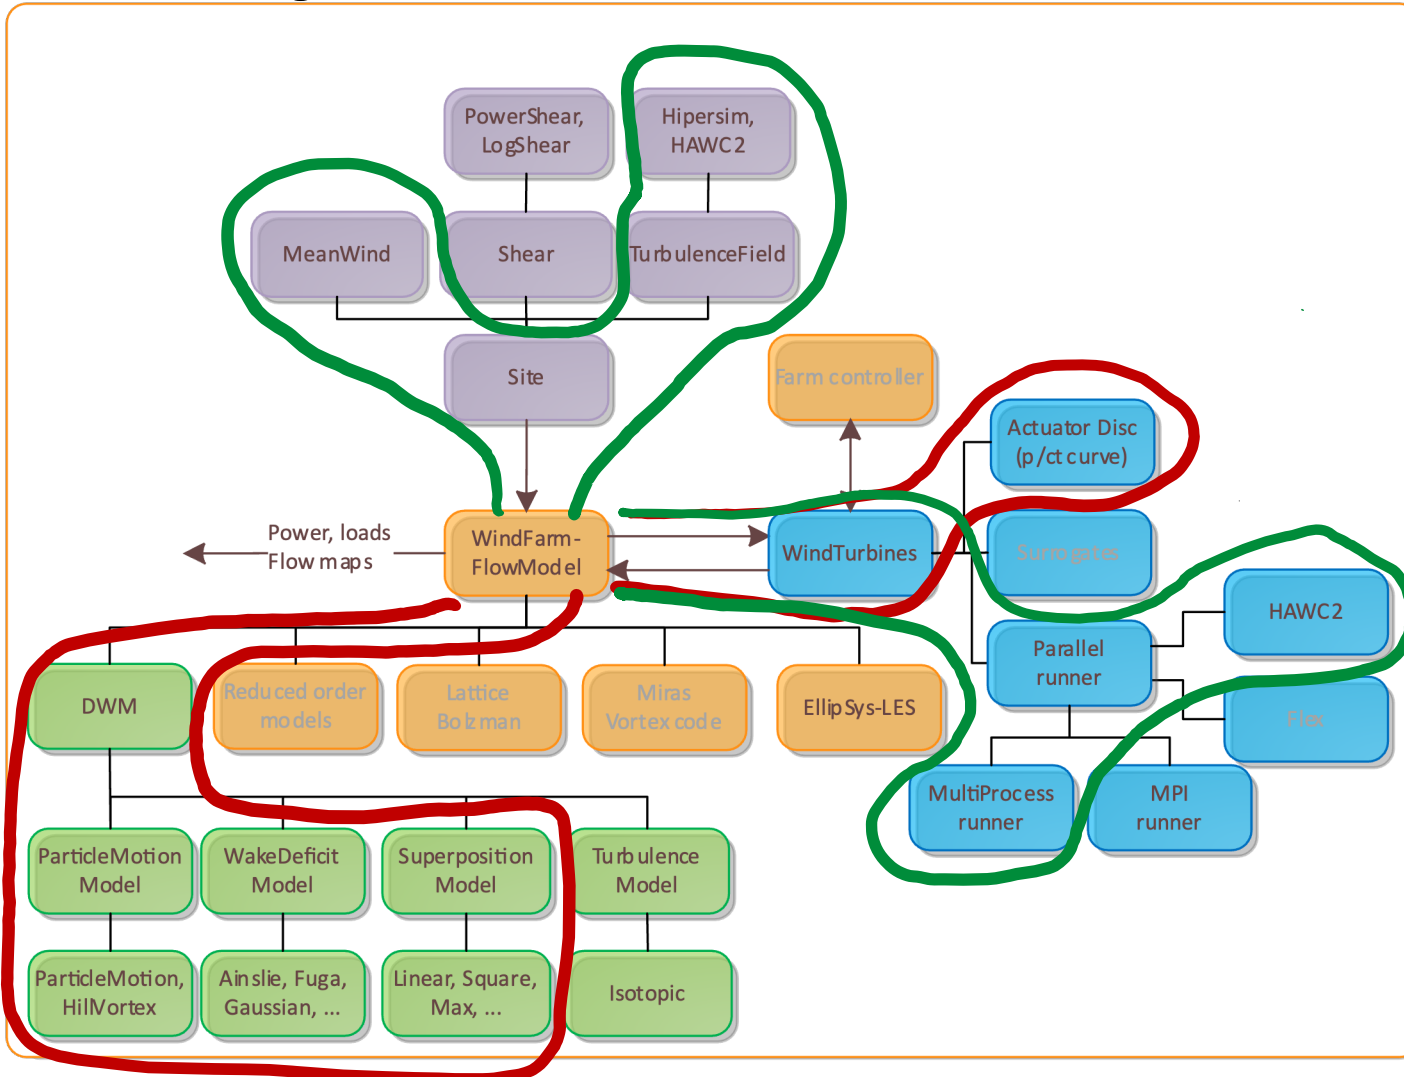 PowerShear,
LogShear
Hipersim,
HAWC2
MeanWind
Shear
TurbulenceField
Site
Farm controller
Actuator Disc
(p/ct curve)
Power, loads
Flow maps
WindFarm-
FlowModel
WindTurbines
Surrogates
HAWC2
Parallel
runner
DWM
Reduced order
models
Lattice
Bolzman
Miras
Vortex code
EllipSys-LES
Flex
MultiProcess
runner
MPI
runner
ParticleMotion
Model
WakeDeficit
Model
Superposition
Model
Turbulence
Model
ParticleMotion,
HillVortex
Ainslie, Fuga,
Gaussian, ...
Linear, Square,
Max, ...
Isotopic